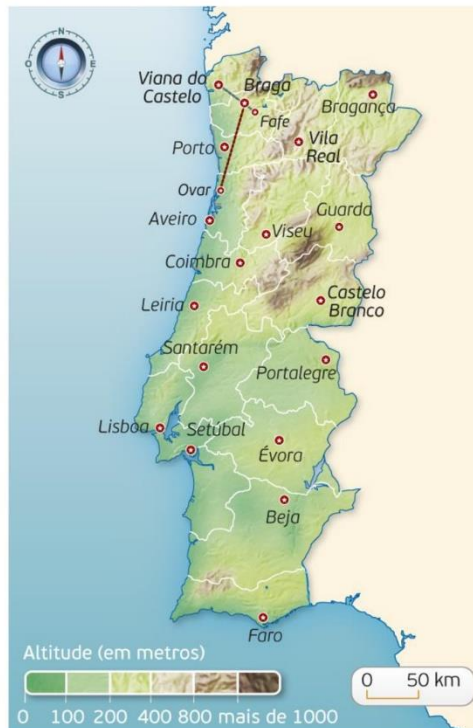 N
O
E
S
Viana do
Castelo
Braga
Fafe
Bragança
Porto
Vila
Real
Ovar
Aveiro
Viseu
Guarda
Coimbra
Leiria
Castelo
Branco
Santarém
Portalegre
Lisboa
Setúbal
Évora
Beja
Faro
Altitude (em metros)
0 100 200 400 800 mais de 1000
0 50 km